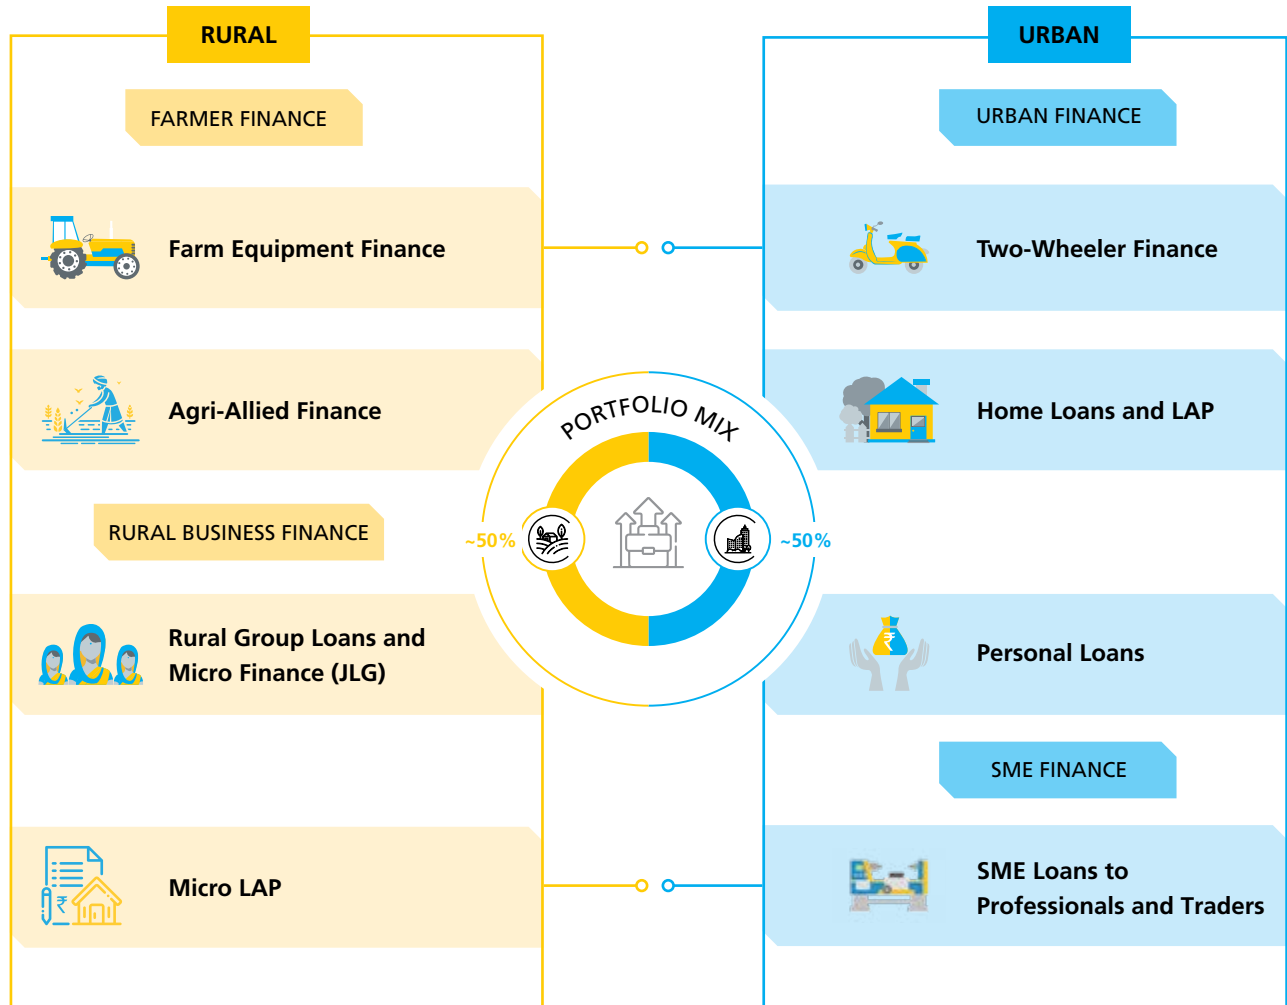 RURAL
FARMER FINANCE
Farm Equipment Finance
Agri-Allied Finance
RURAL BUSINESS FINANCE
Rural Group Loans and
Micro Finance (JLG)
₹
Micro LAP
PORTFOLIO MIX
~50%
~50%
URBAN
URBAN FINANCE
Two-Wheeler Finance
Home Loans and LAP
₹
Personal Loans
SME FINANCE
SME Loans to
Professionals and Traders